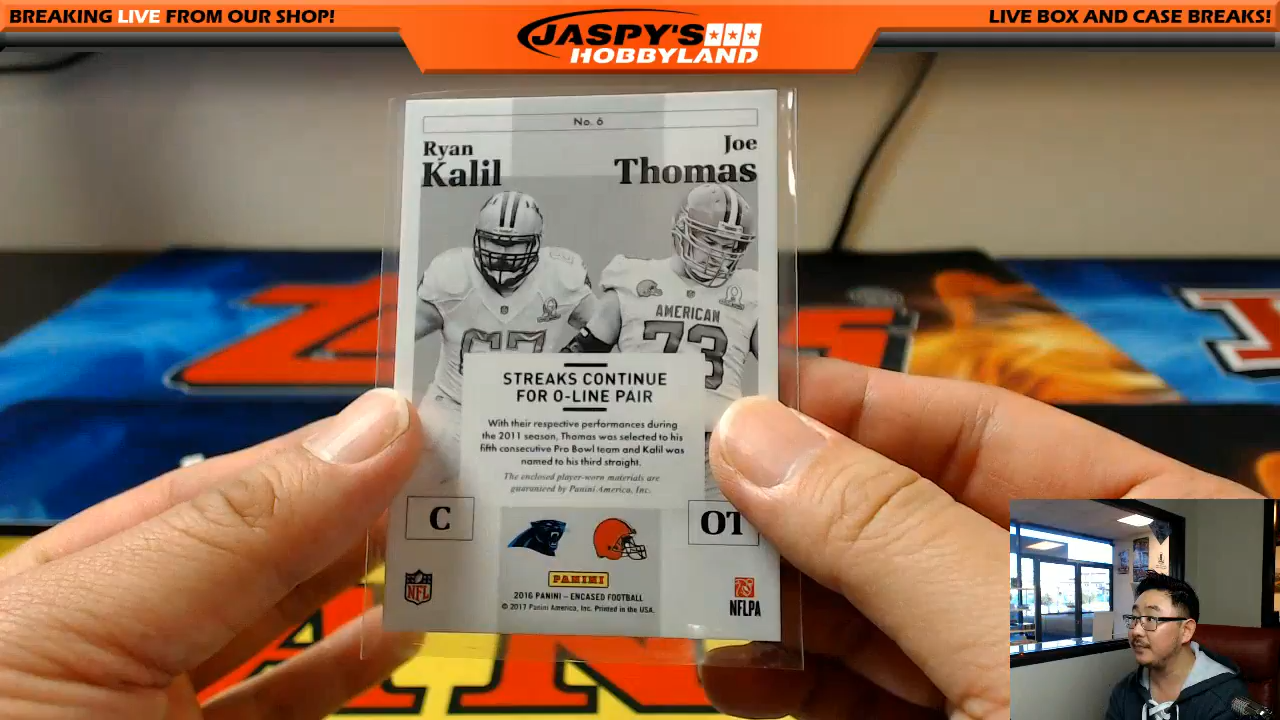 BREAKING LIVE FROM OUR SHOP!
JASPY'S
HOBBYLAND
LIVE BOX AND CASE BREAKS!
No. 6
Ryan
Kalil
Joe
Thomas
AMERICAN
67
73
STREAKS CONTINUE
FOR O-LINE PAIR
With their respective performances during
the 2011 season, Thomas was selected to his
fifth consecutive Pro Bowl team and Kalil was
named to his third straight.
The enclosed player-worn materials are
guaranteed by Panini America, Inc.
C
OT
NFL
PANINI
2016 PANINI – ENCASED FOOTBALL
© 2017 Panini America, Inc. Printed in the USA.
NFLPA